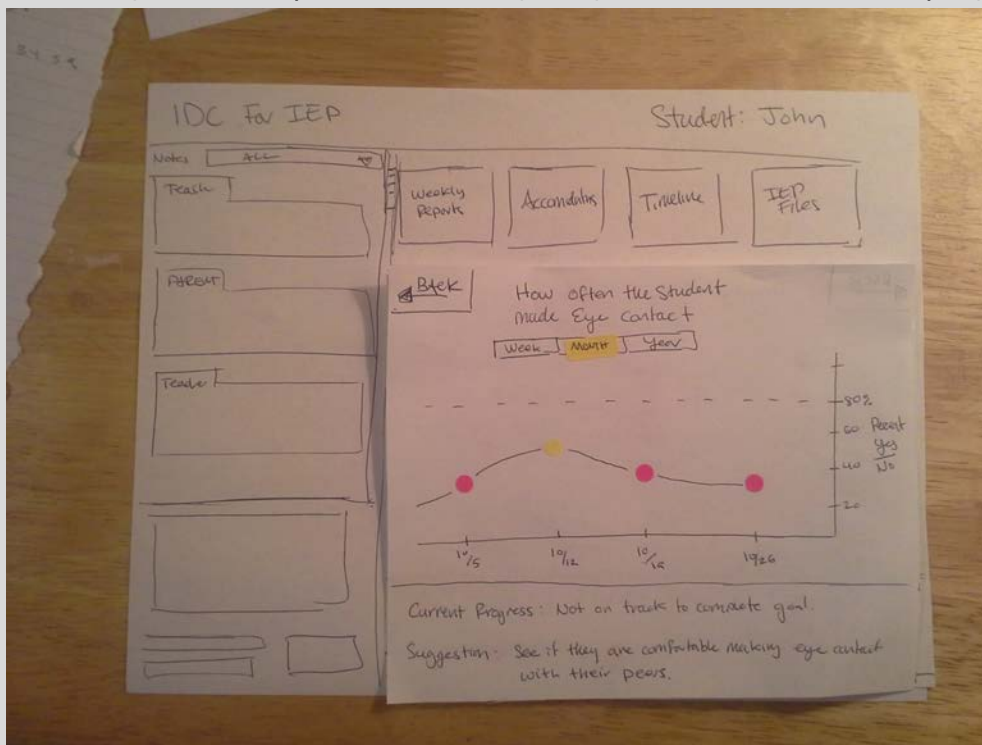 IDC For IEP
Student: John
Notes
ALL
Teach
PARENT
Teacher
Weekly
Reports
Timeline
IEP
Files
Back
How often the Student
made Eye Contact
Week Month Year
80%
60
40
20
Percent
Yes
No
10/5
10/12
10/19
10/26
Current Progress: Not on track to complete goal.
Suggestion: See if they are comfortable making eye contact
with their peers.